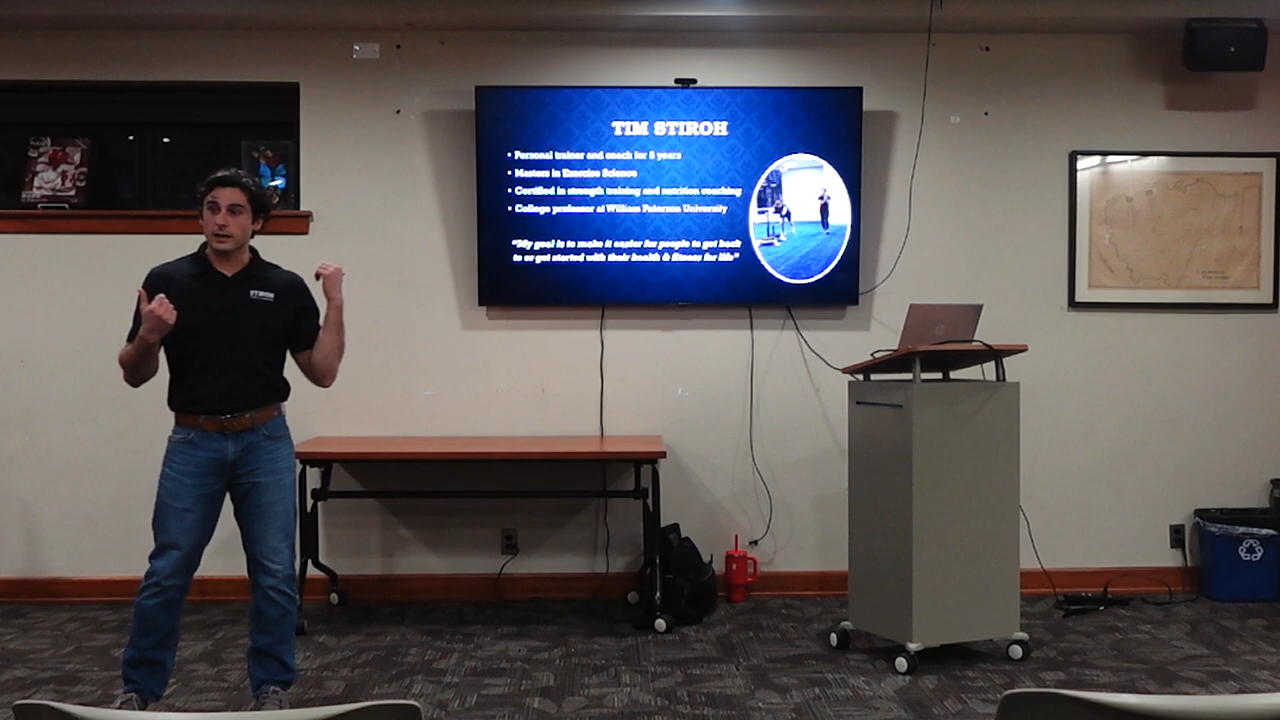 TIM STIROH
• Personal trainer and coach for 5 years
• Masters in Exercise Science
• Certified in strength training and nutrition coaching
• College professor at William Paterson University
"My goal is to make it easier for people to get back
to or get started with their health & fitness for life"
STIROH